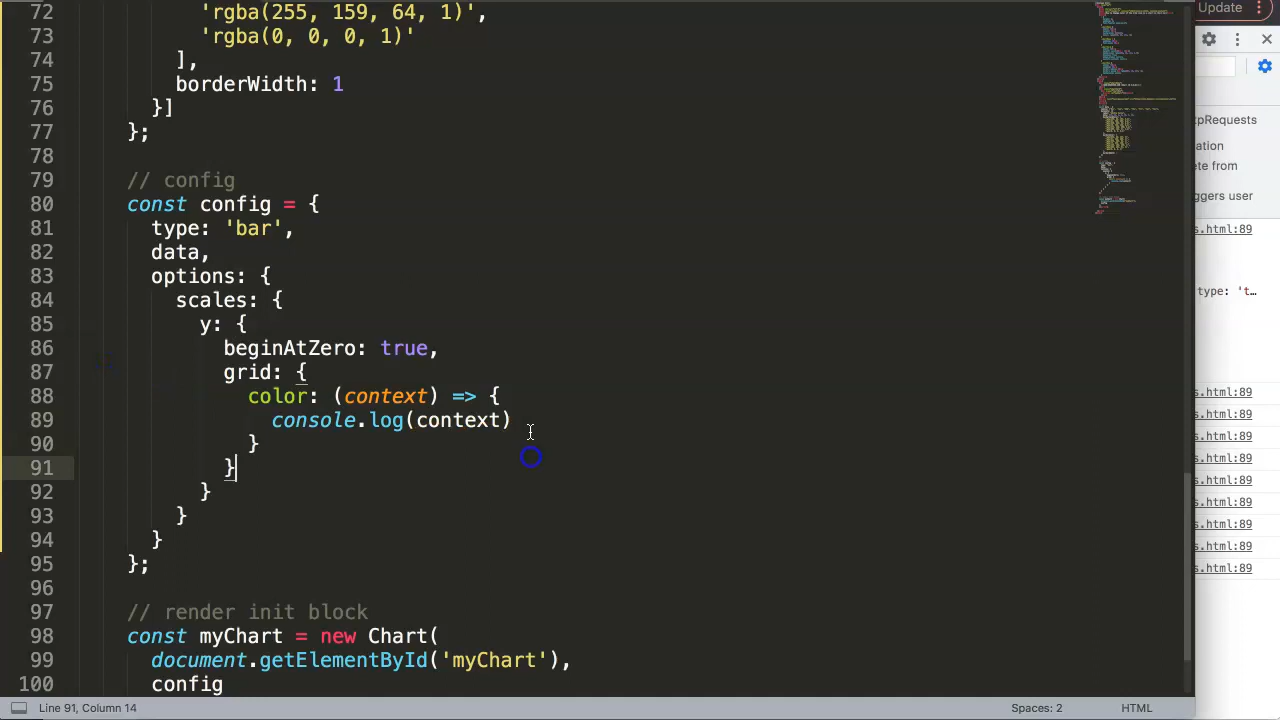 72 'rgba(255, 159, 64, 1)',
73 'rgba(0, 0, 0, 1)'
74 ],
75 borderWidth: 1
76 }]
77 };
78
79 // config
80 const config = {
81 type: 'bar',
82 data,
83 options: {
84 scales: {
85 y: {
86 beginAtZero: true,
87 grid: {
88 color: (context) => {
89 console.log(context)
90 }
91 }
92 }
93 }
94 }
95 };
96
97 // render init block
98 const myChart = new Chart(
99 document.getElementById('myChart'),
100 config
Line 91, Column 14
Spaces: 2
HTML
Update
xpRequests
ation
ete from
ggers user
s.html:89
type: 't…
s.html:89
s.html:89
s.html:89
s.html:89
s.html:89
s.html:89
s.html:89
s.html:89
s.html:89